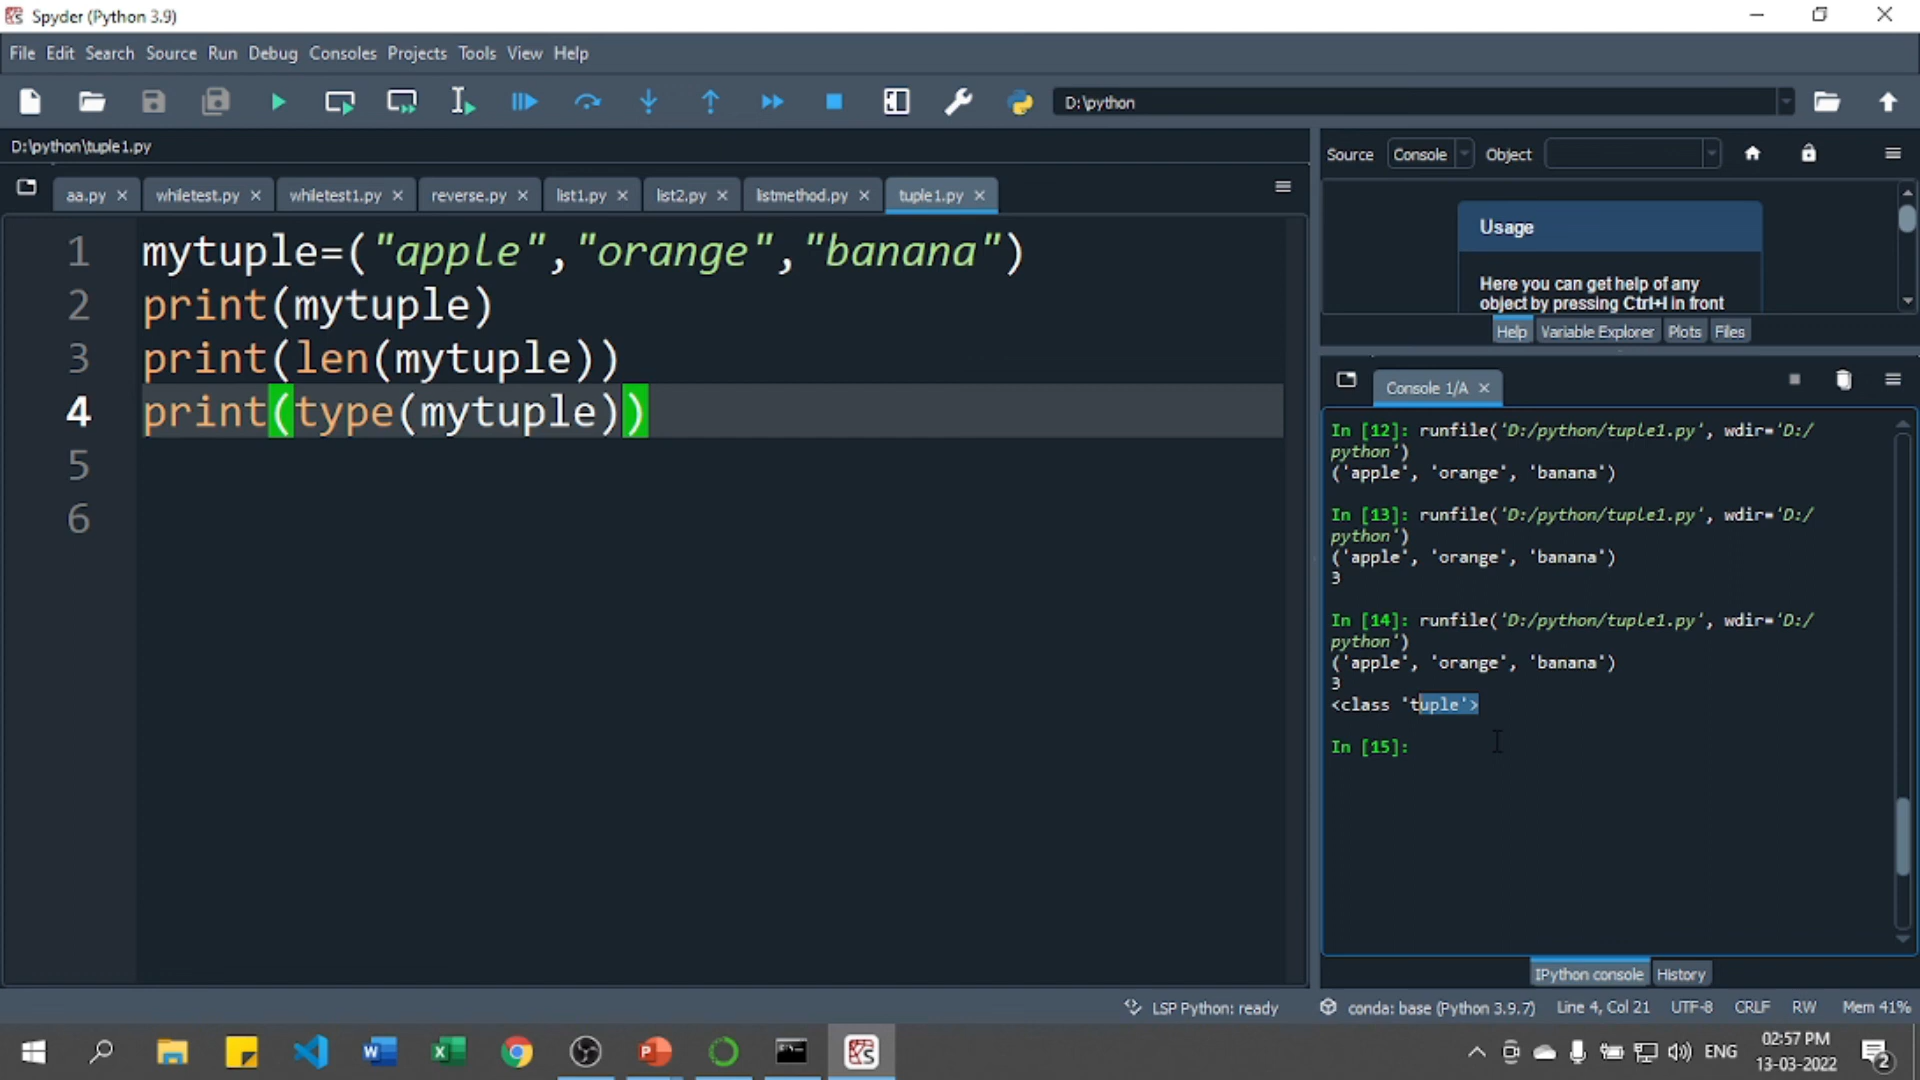 Spyder (Python 3.9)
File Edit Search Source Run Debug Consoles Projects Tools View Help
D:\python
D:\python\tuple1.py
aa.py whiletest.py whiletest1.py reverse.py list1.py list2.py listmethod.py tuple1.py
1 mytuple=("apple","orange","banana")
2 print(mytuple)
3 print(len(mytuple))
4 print(type(mytuple))
5
6
Source Console Object
Usage
Here you can get help of any
object by pressing Ctrl+I in front
Help Variable Explorer Plots Files
Console 1/A
In [12]: runfile('D:/python/tuple1.py', wdir='D:/
python')
('apple', 'orange', 'banana')
In [13]: runfile('D:/python/tuple1.py', wdir='D:/
python')
('apple', 'orange', 'banana')
3
In [14]: runfile('D:/python/tuple1.py', wdir='D:/
python')
('apple', 'orange', 'banana')
3
<class 'tuple'>
In [15]:
IPython console History
LSP Python: ready conda: base (Python 3.9.7) Line 4, Col 21 UTF-8 CRLF RW Mem 41%
ENG
02:57 PM
13-03-2022
2